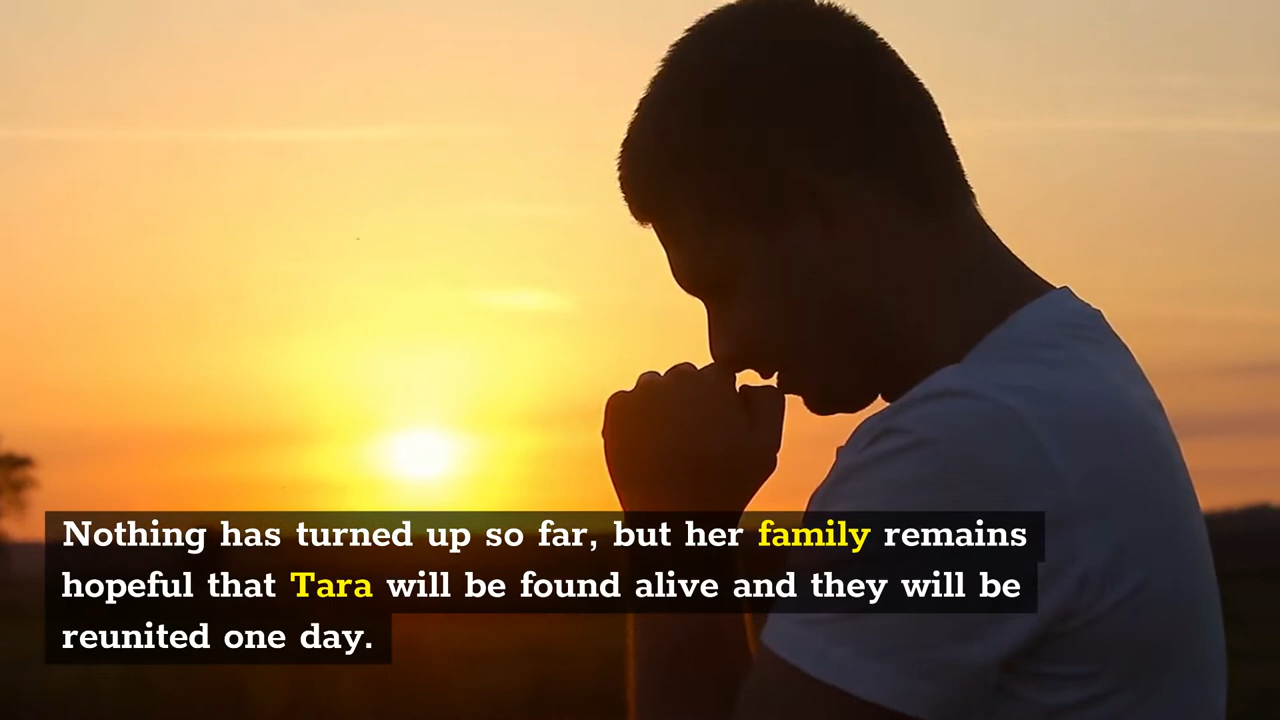 Nothing has turned up so far, but her family remains
hopeful that Tara will be found alive and they will be
reunited one day.